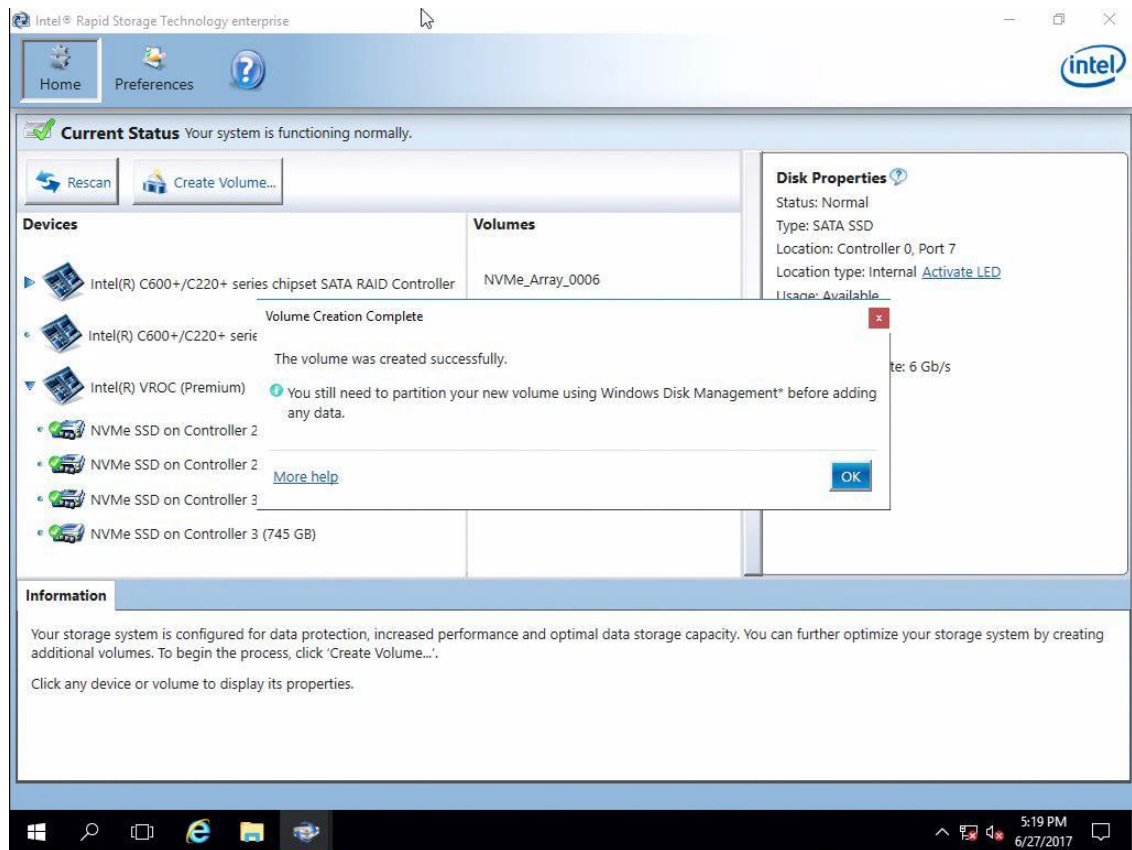 Intel® Rapid Storage Technology enterprise
Home
Preferences
intel
Current Status Your system is functioning normally.
Rescan
Create Volume...
Devices
Volumes
Intel(R) C600+/C220+ series chipset SATA RAID Controller
NVMe_Array_0006
Intel(R) C600+/C220+ serie
Intel(R) VROC (Premium)
NVMe SSD on Controller 2
NVMe SSD on Controller 2
NVMe SSD on Controller 3
NVMe SSD on Controller 3 (745 GB)
Disk Properties
Status: Normal
Type: SATA SSD
Location: Controller 0, Port 7
Location type: Internal Activate LED
Usage: Available
te: 6 Gb/s
Volume Creation Complete
x
The volume was created successfully.
You still need to partition your new volume using Windows Disk Management* before adding
any data.
More help
OK
Information
Your storage system is configured for data protection, increased performance and optimal data storage capacity. You can further optimize your storage system by creating
additional volumes. To begin the process, click 'Create Volume...'.
Click any device or volume to display its properties.
5:19 PM
6/27/2017